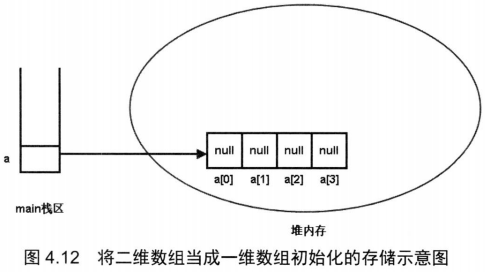 null null null null
a
a[0] a[1] a[2] a[3]
main栈区
堆内存
图 4.12 将二维数组当成一维数组初始化的存储示意图